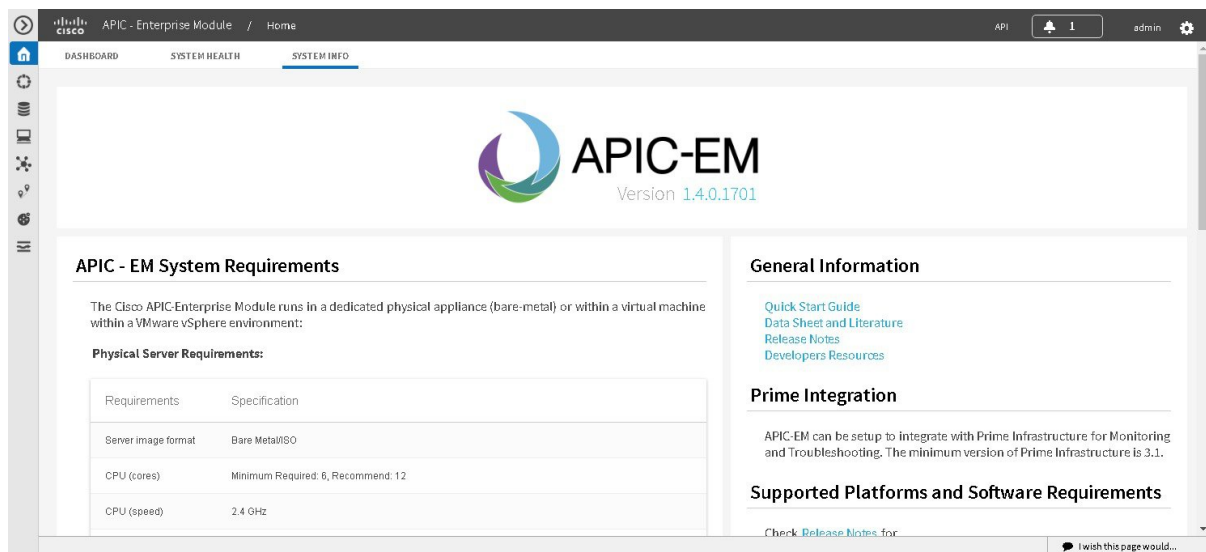 CISCO APIC - Enterprise Module / Home API 1 admin
DASHBOARD SYSTEM HEALTH SYSTEM INFO
APIC-EM
Version 1.4.0.1701
APIC - EM System Requirements
The Cisco APIC-Enterprise Module runs in a dedicated physical appliance (bare-metal) or within a virtual machine
within a VMware vSphere environment:
Physical Server Requirements:
Requirements Specification
Server image format Bare Metal/ISO
CPU (cores) Minimum Required: 6, Recommend: 12
CPU (speed) 2.4 GHz
General Information
Quick Start Guide
Data Sheet and Literature
Release Notes
Developers Resources
Prime Integration
APIC-EM can be setup to integrate with Prime Infrastructure for Monitoring
and Troubleshooting. The minimum version of Prime Infrastructure is 3.1.
Supported Platforms and Software Requirements
Check Release Notes for
I wish this page would...